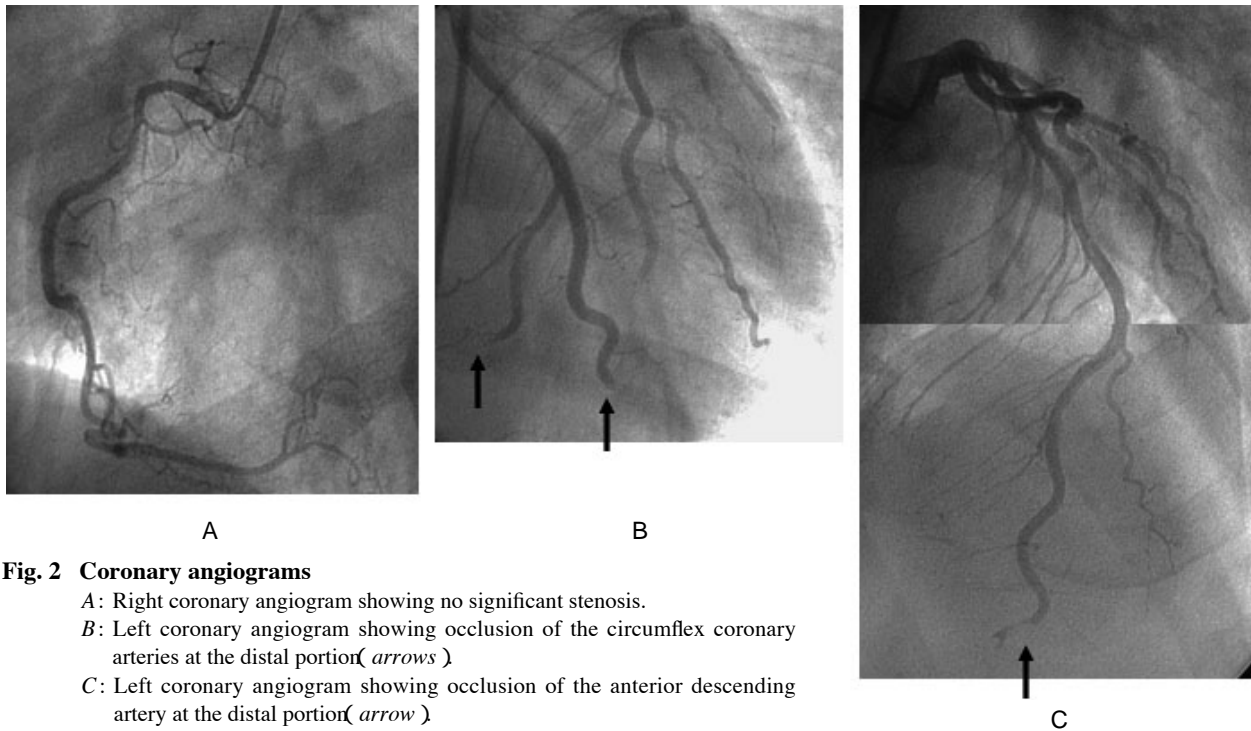 A
B
C
Fig. 2 Coronary angiograms
A: Right coronary angiogram showing no significant stenosis.
B: Left coronary angiogram showing occlusion of the circumflex coronary
arteries at the distal portion( arrows ).
C: Left coronary angiogram showing occlusion of the anterior descending
artery at the distal portion( arrow ).